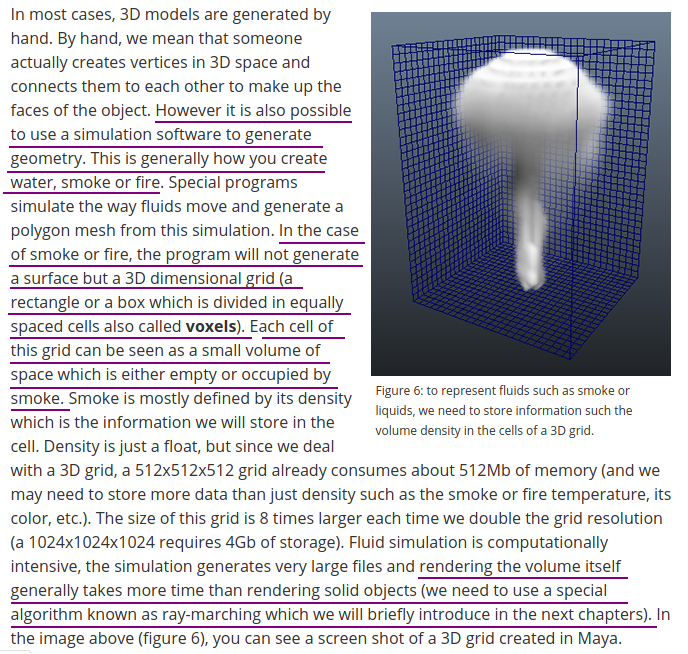 In most cases, 3D models are generated by
hand. By hand, we mean that someone
actually creates vertices in 3D space and
connects them to each other to make up the
faces of the object. However it is also possible
to use a simulation software to generate
geometry. This is generally how you create
water, smoke or fire. Special programs
simulate the way fluids move and generate a
polygon mesh from this simulation. In the case
of smoke or fire, the program will not generate
a surface but a 3D dimensional grid (a
rectangle or a box which is divided in equally
spaced cells also called voxels). Each cell of
this grid can be seen as a small volume of
space which is either empty or occupied by
smoke. Smoke is mostly defined by its density
which is the information we will store in the
cell. Density is just a float, but since we deal
with a 3D grid, a 512x512x512 grid already consumes about 512Mb of memory (and we
may need to store more data than just density such as the smoke or fire temperature, its
color, etc.). The size of this grid is 8 times larger each time we double the grid resolution
(a 1024x1024x1024 requires 4Gb of storage). Fluid simulation is computationally
intensive, the simulation generates very large files and rendering the volume itself
generally takes more time than rendering solid objects (we need to use a special
algorithm known as ray-marching which we will briefly introduce in the next chapters). In
the image above (figure 6), you can see a screen shot of a 3D grid created in Maya.
Figure 6: to represent fluids such as smoke or
liquids, we need to store information such the
volume density in the cells of a 3D grid.